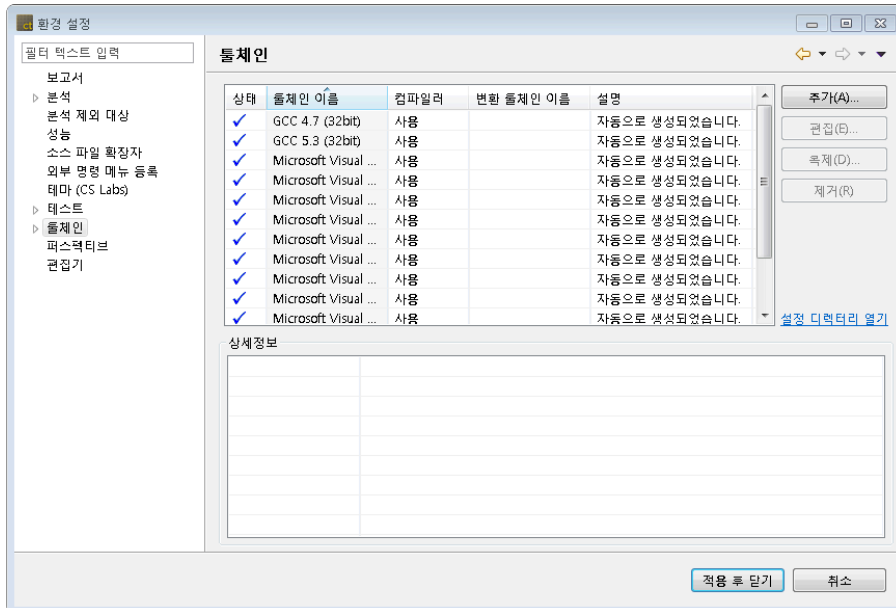 ct 환경 설정
필터 텍스트 입력
보고서
분석
분석 제외 대상
성능
소스 파일 확장자
외부 명령 메뉴 등록
테마 (CS Labs)
테스트
툴체인
퍼스펙티브
편집기
툴체인
상태 툴체인 이름 컴파일러 변환 툴체인 이름 설명
GCC 4.7 (32bit) 사용 자동으로 생성되었습니다.
GCC 5.3 (32bit) 사용 자동으로 생성되었습니다.
Microsoft Visual ... 사용 자동으로 생성되었습니다.
Microsoft Visual ... 사용 자동으로 생성되었습니다.
Microsoft Visual ... 사용 자동으로 생성되었습니다.
Microsoft Visual ... 사용 자동으로 생성되었습니다.
Microsoft Visual ... 사용 자동으로 생성되었습니다.
Microsoft Visual ... 사용 자동으로 생성되었습니다.
Microsoft Visual ... 사용 자동으로 생성되었습니다.
Microsoft Visual ... 사용 자동으로 생성되었습니다.
Microsoft Visual ... 사용 자동으로 생성되었습니다.
추가(A)...
편집(E)...
복제(D)...
제거(R)
설정 디렉터리 열기
상세정보
적용 후 닫기
취소